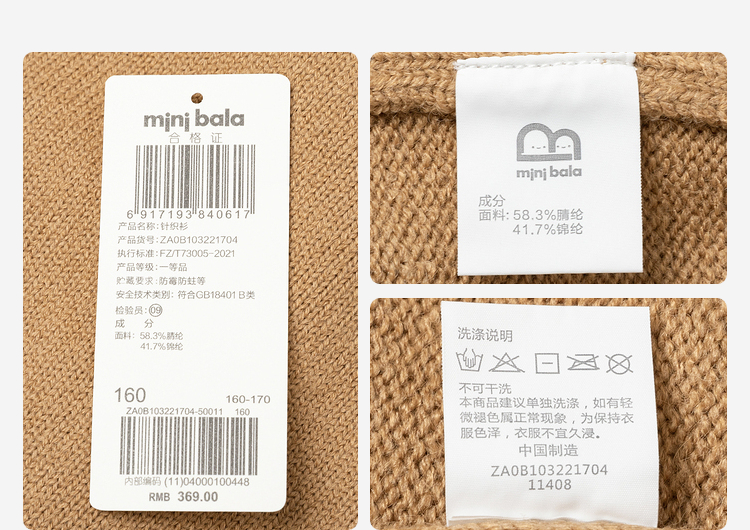 mini bala
合格证
6 917193 840617
产品名称:针织衫
产品货号:ZA0B103221704
执行标准:FZ/T73005-2021
产品等级:一等品
贮藏要求:防霉防蛀等
安全技术类别:符合GB18401 B类
检验员:09
成 分
面料:58.3%腈纶
41.7%锦纶
160 160-170
ZA0B103221704-50011 160
内部编码 (11)04000100448
RMB 369.00
mini bala
成分
面料:58.3%腈纶
41.7%锦纶
洗涤说明
不可干洗
本商品建议单独洗涤,如有轻
微褪色属正常现象,为保持衣
服色泽,衣服不宜久浸。
中国制造
ZA0B103221704
11408